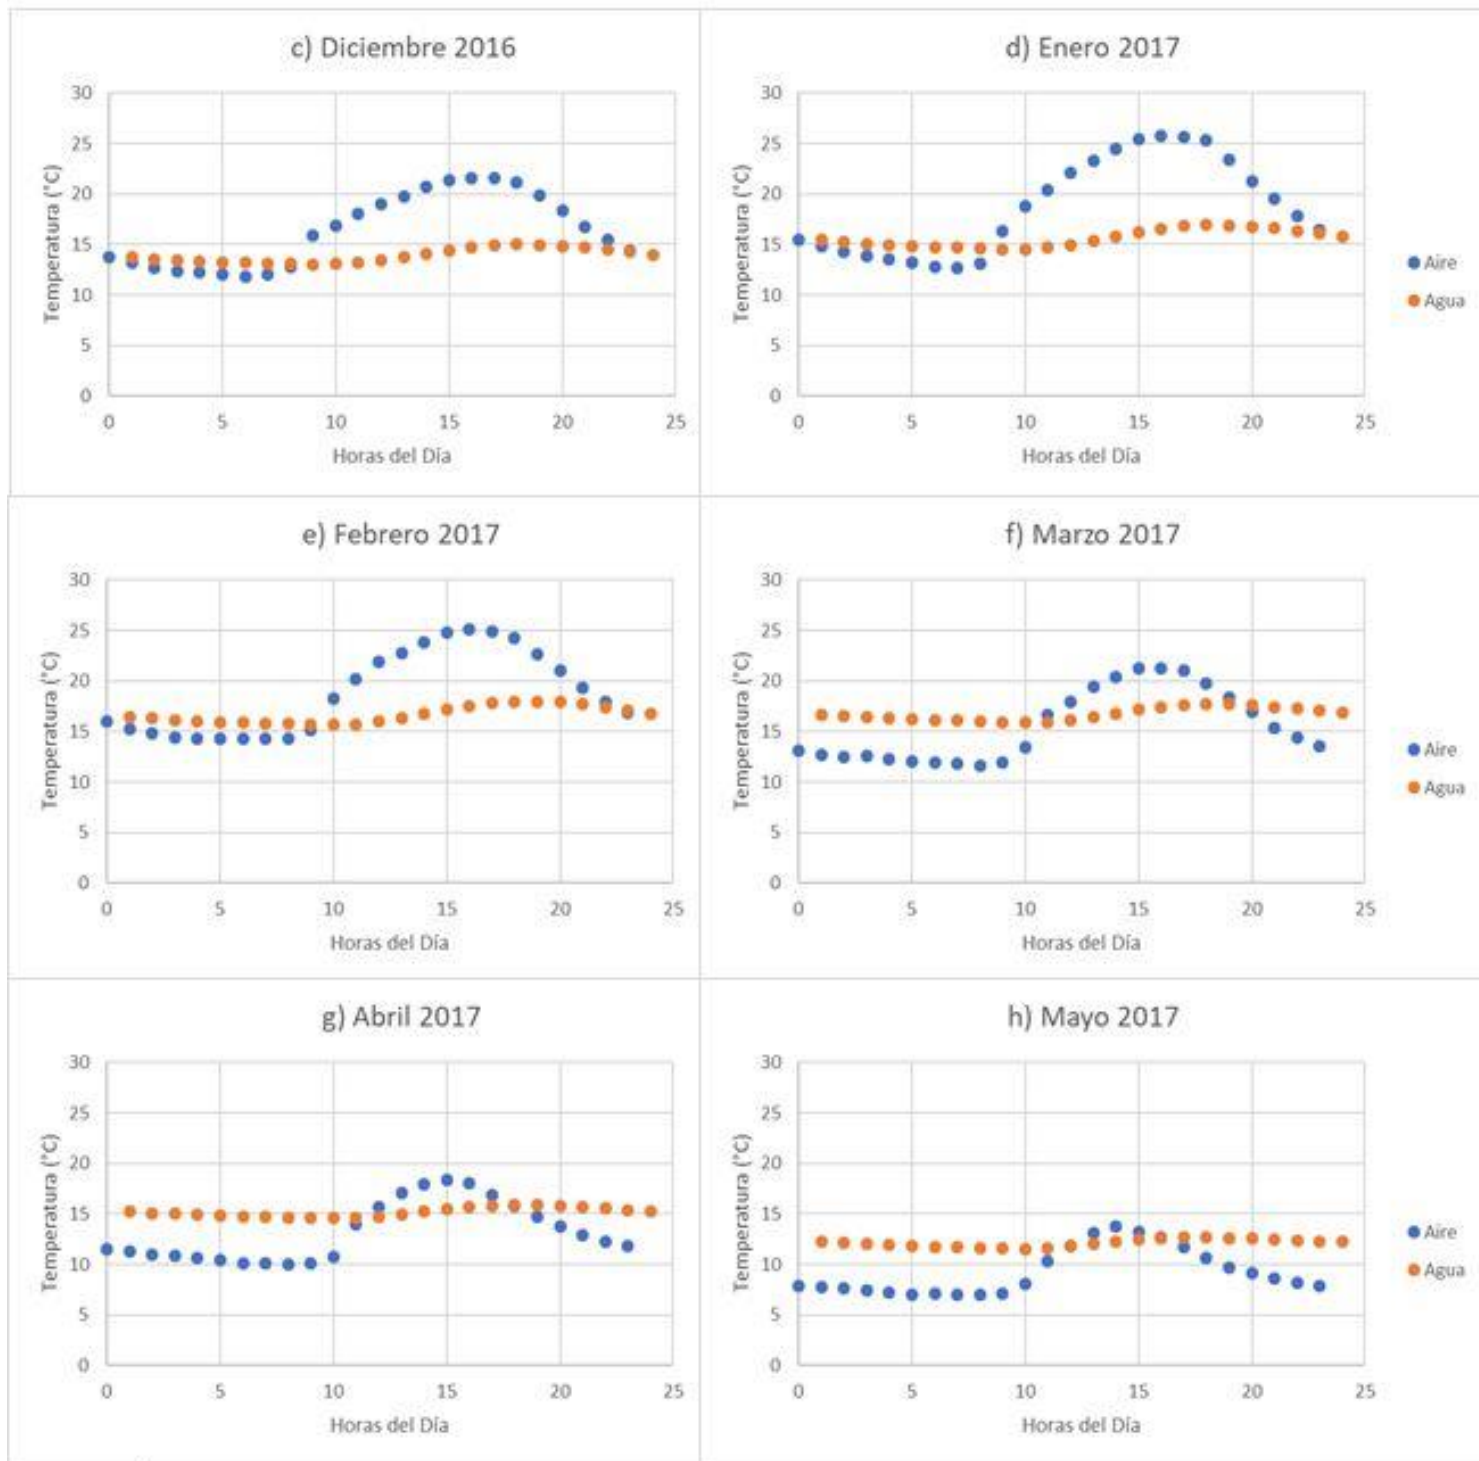 c) Diciembre 2016
30
25
20
15
10
5
0
Temperatura (°C)
0 5 10 15 20 25
Horas del Día
d) Enero 2017
30
25
20
15
10
5
0
Temperatura (°C)
0 5 10 15 20 25
Horas del Día
Aire
Agua
e) Febrero 2017
30
25
20
15
10
5
0
Temperatura (°C)
0 5 10 15 20 25
Horas del Día
f) Marzo 2017
30
25
20
15
10
5
0
Temperatura (°C)
0 5 10 15 20 25
Horas del Día
Aire
Agua
g) Abril 2017
30
25
20
15
10
5
0
Temperatura (°C)
0 5 10 15 20 25
Horas del Día
h) Mayo 2017
30
25
20
15
10
5
0
Temperatura (°C)
0 5 10 15 20 25
Horas del Día
Aire
Agua